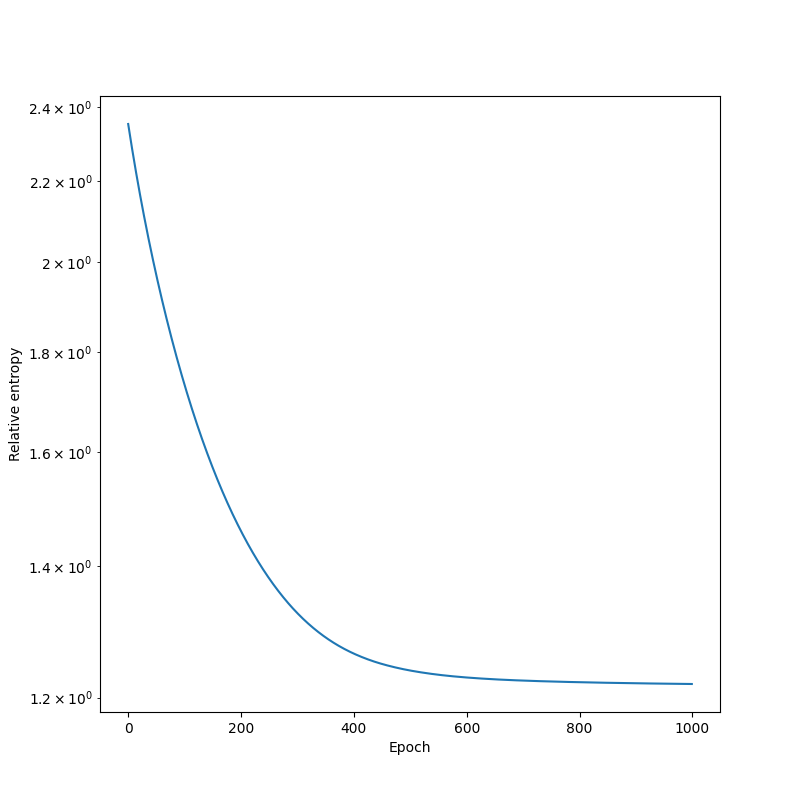 2.4 × 10⁰
2.2 × 10⁰
2 × 10⁰
1.8 × 10⁰
1.6 × 10⁰
1.4 × 10⁰
1.2 × 10⁰
Relative entropy
0 200 400 600 800 1000
Epoch